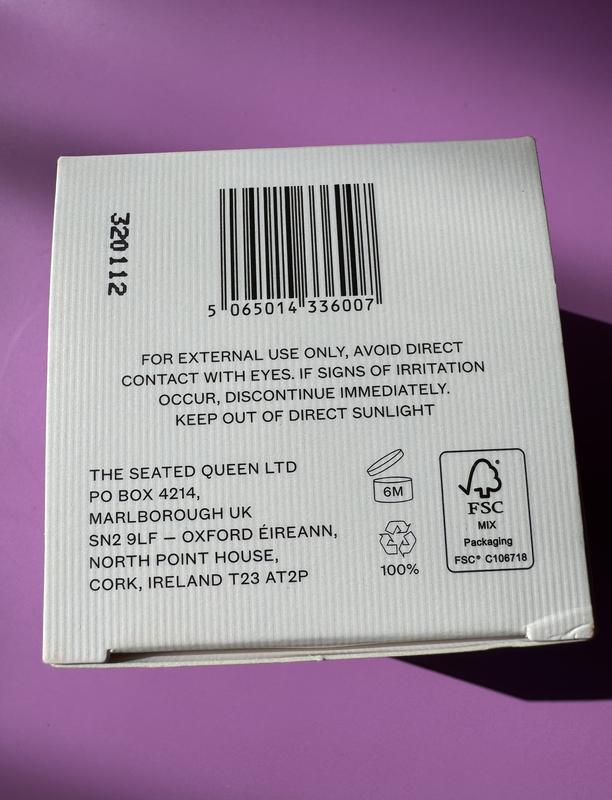 320112
5 065014 336007
FOR EXTERNAL USE ONLY, AVOID DIRECT
CONTACT WITH EYES. IF SIGNS OF IRRITATION
OCCUR, DISCONTINUE IMMEDIATELY.
KEEP OUT OF DIRECT SUNLIGHT
THE SEATED QUEEN LTD
PO BOX 4214,
MARLBOROUGH UK
SN2 9LF – OXFORD ÉIREANN,
NORTH POINT HOUSE,
CORK, IRELAND T23 AT2P
6M
100%
FSC
MIX
Packaging
FSC® C106718